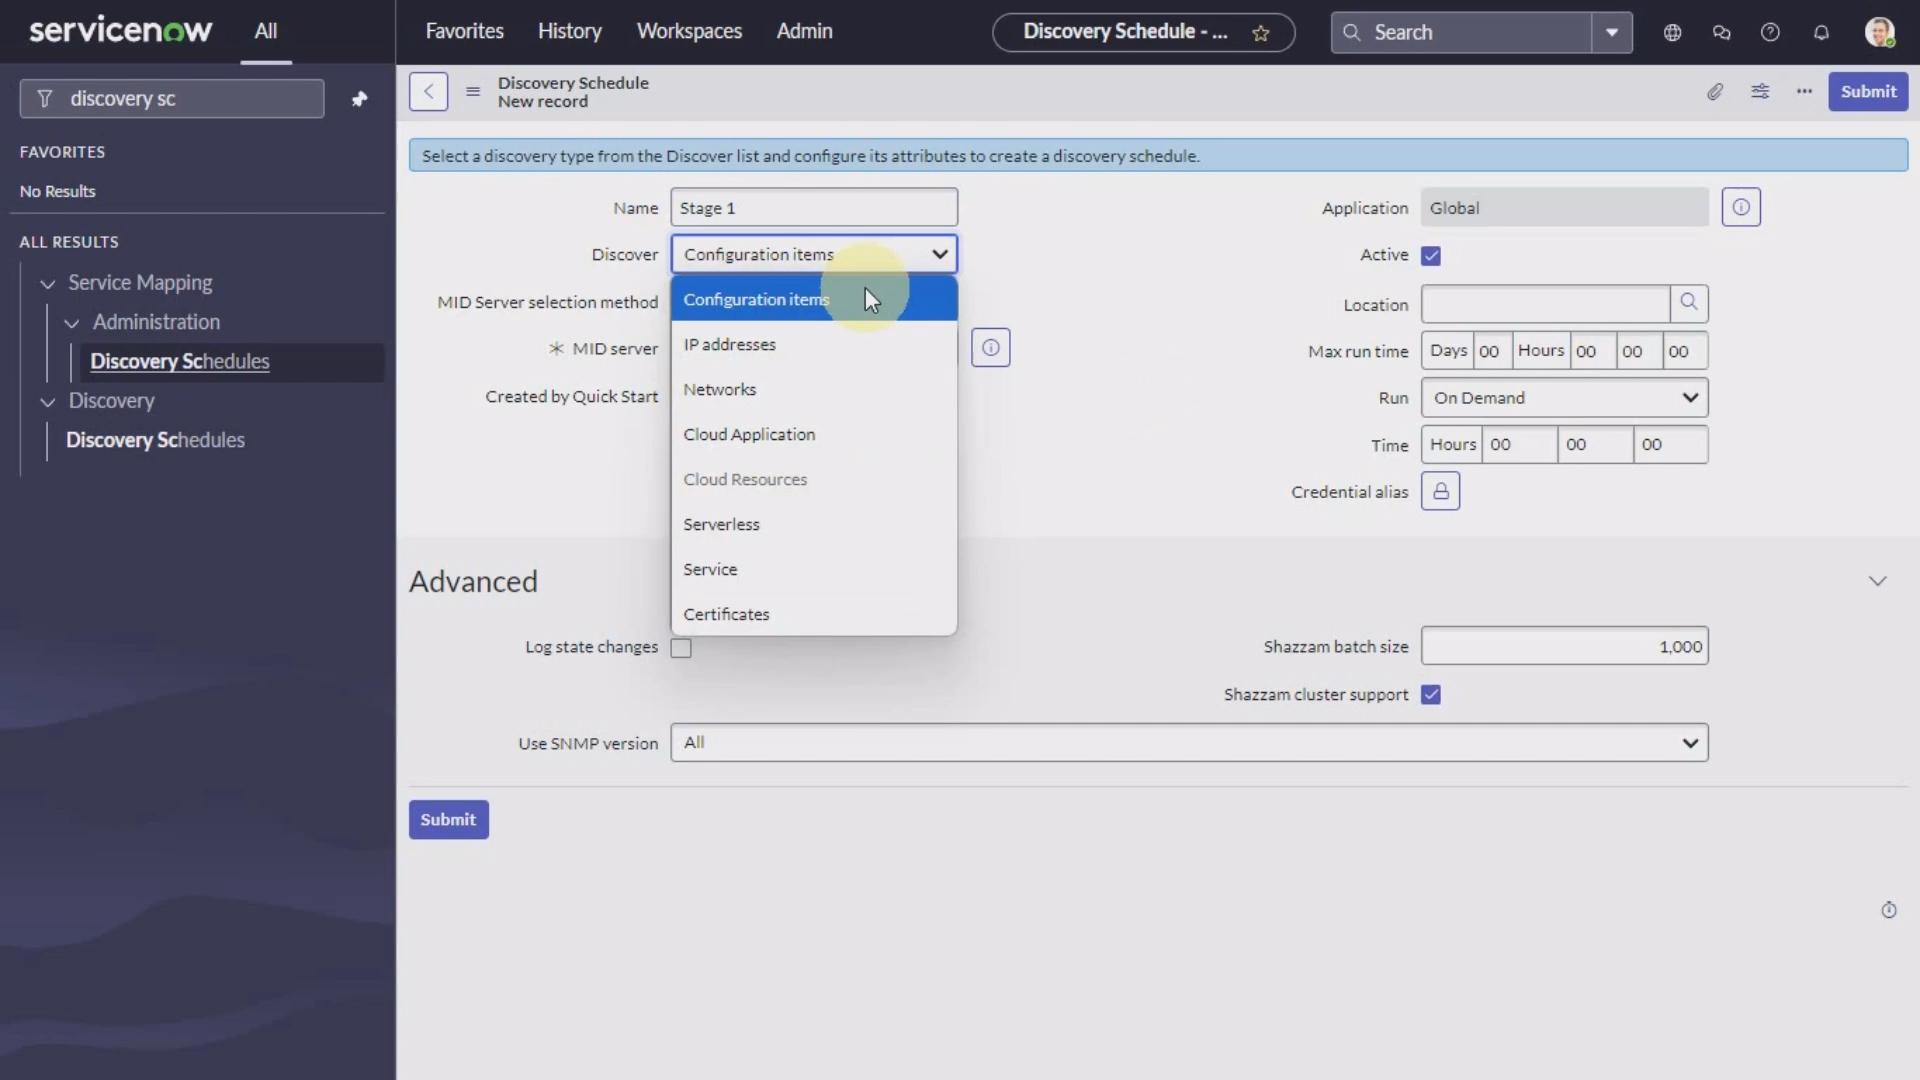 servicenow
All
Favorites
History
Workspaces
Admin
Discovery Schedule - ...
Search
discovery sc
FAVORITES
No Results
ALL RESULTS
Service Mapping
Administration
Discovery Schedules
Discovery
Discovery Schedules
Discovery Schedule
New record
Submit
Select a discovery type from the Discover list and configure its attributes to create a discovery schedule.
Name
Stage 1
Discover
Configuration items
Configuration items
IP addresses
Networks
Cloud Application
Cloud Resources
Serverless
Service
Certificates
MID Server selection method
MID server
Created by Quick Start
Application
Global
Active
Location
Max run time
Days 00 Hours 00 00 00
Run
On Demand
Time
Hours 00 00 00
Credential alias
Advanced
Log state changes
Shazzam batch size
1,000
Shazzam cluster support
Use SNMP version
All
Submit